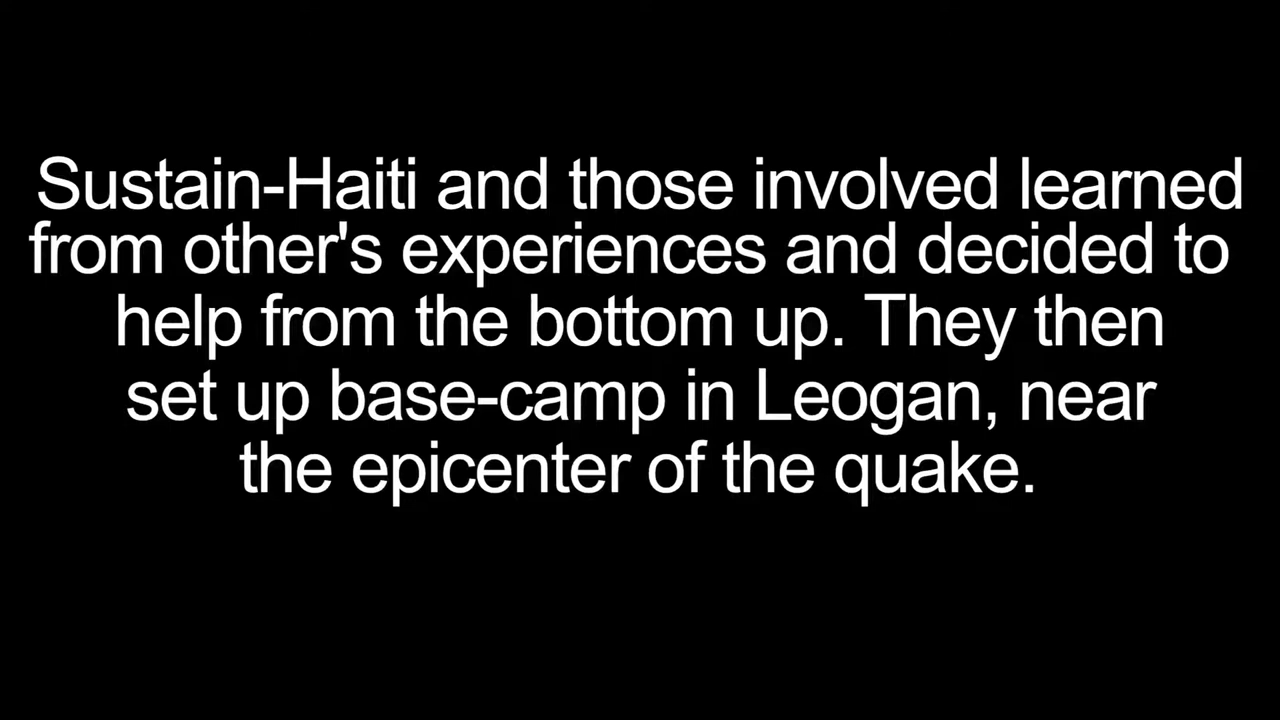 Sustain-Haiti and those involved learned
from other's experiences and decided to
help from the bottom up. They then
set up base-camp in Leogan, near
the epicenter of the quake.